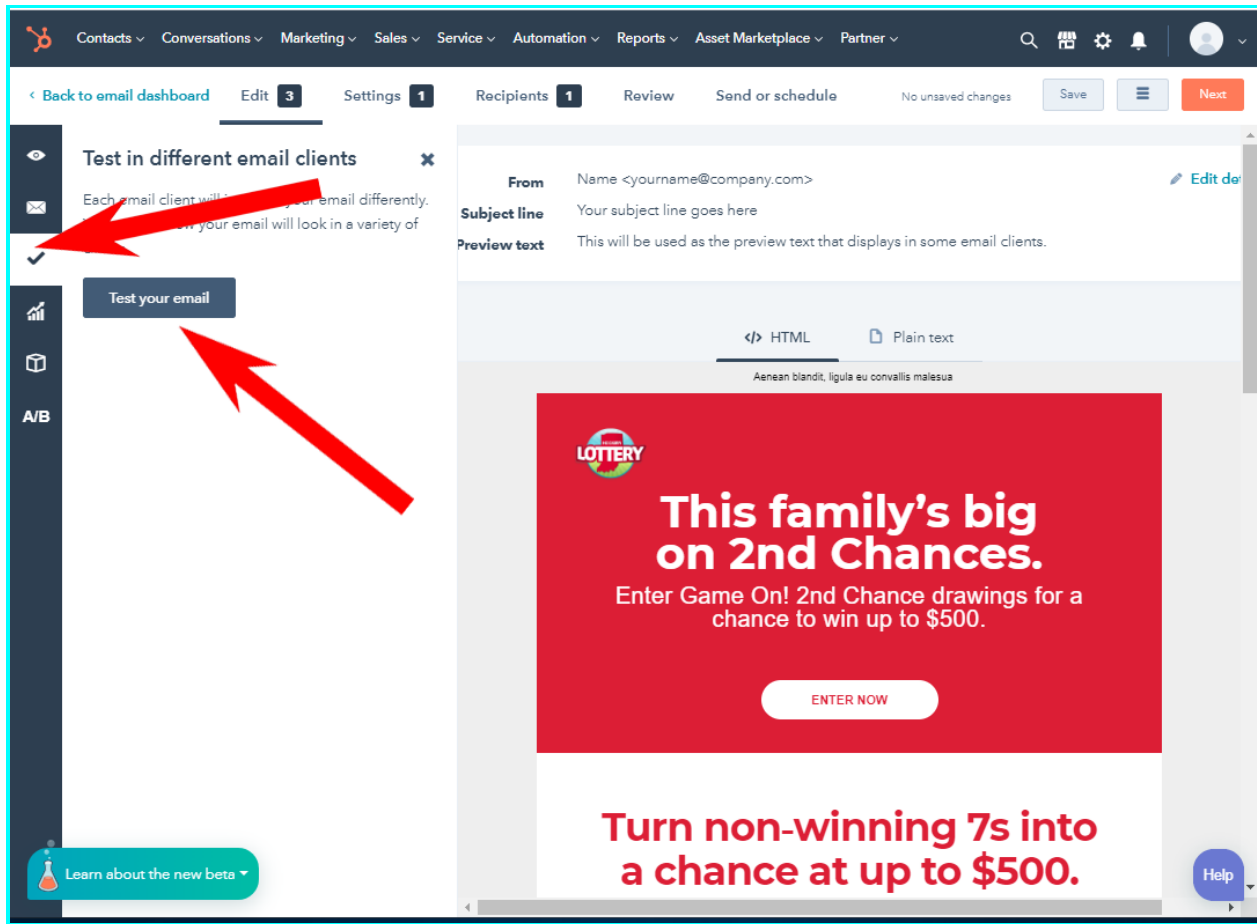 Contacts Conversations Marketing Sales Service Automation Reports Asset Marketplace Partner
Back to email dashboard Edit 3 Settings 1 Recipients 1 Review Send or schedule No unsaved changes Save Next
Test in different email clients
Each email client will your email differently.
your email will look in a variety of
Test your email
A/B
Learn about the new beta
From Name <yourname@company.com>
Edit det
Subject line Your subject line goes here
Preview text This will be used as the preview text that displays in some email clients.
</> HTML Plain text
Aenean blandit, ligula eu convallis malesua
LOTTERY
This family's big
on 2nd Chances.
Enter Game On! 2nd Chance drawings for a
chance to win up to $500.
ENTER NOW
Turn non-winning 7s into
a chance at up to $500.
Help